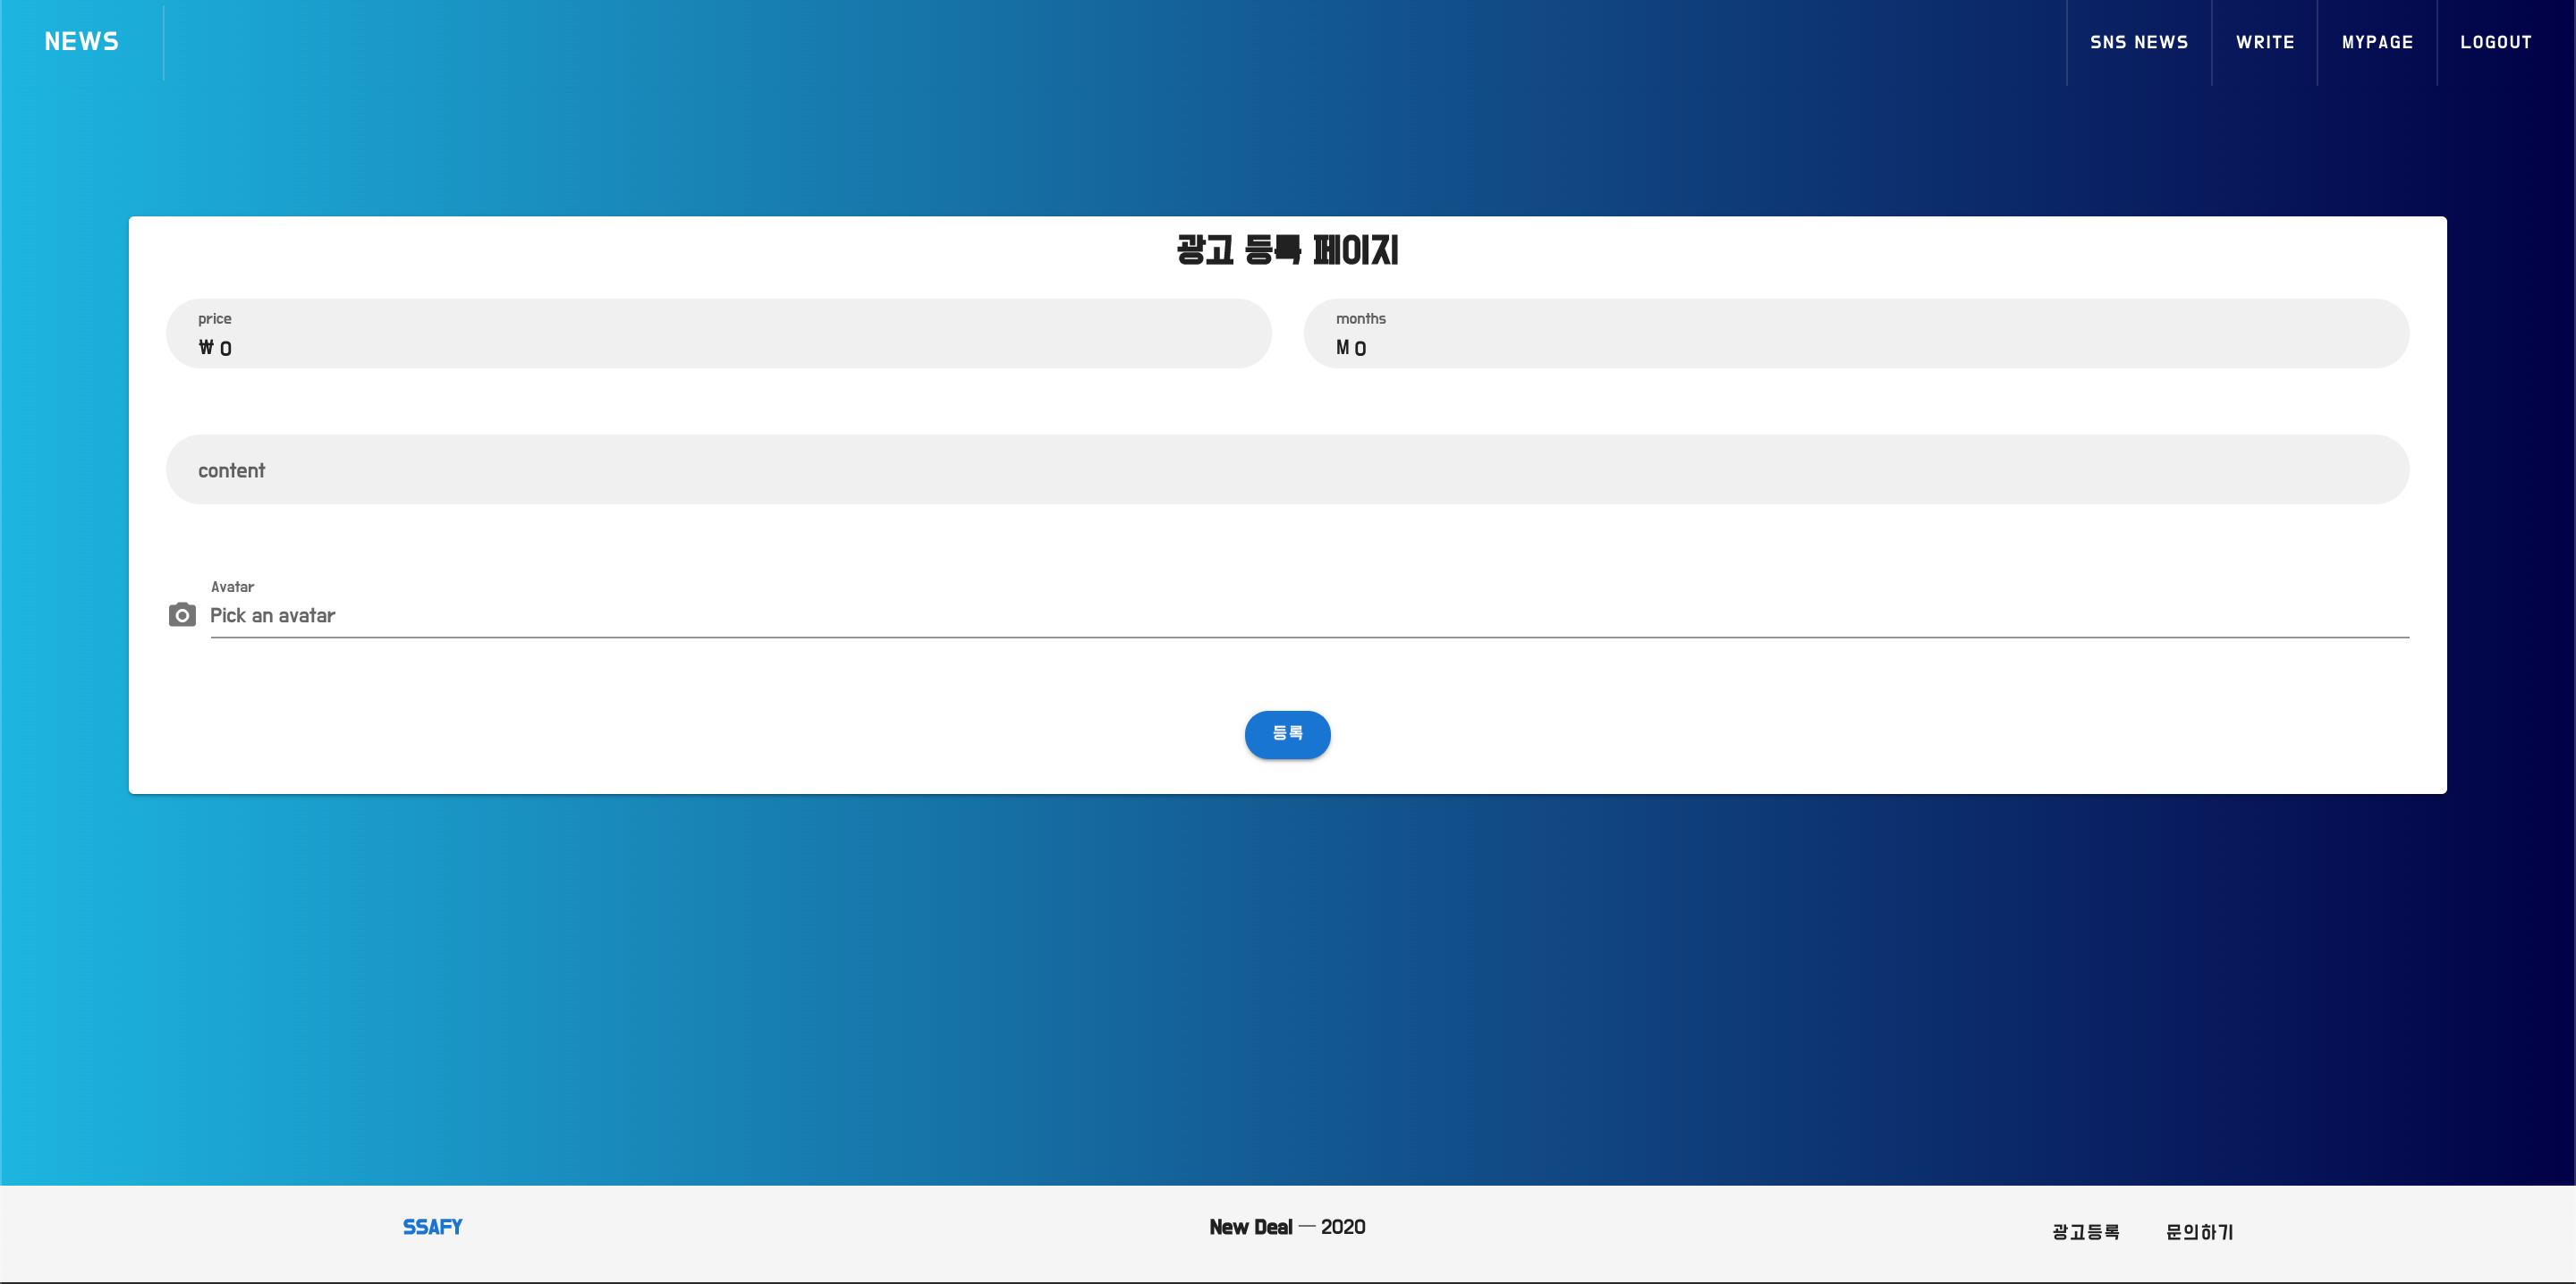 NEWS
SNS NEWS
WRITE
MYPAGE
LOGOUT
광고 등록 페이지
price
₩ 0
months
M 0
content
Avatar
Pick an avatar
등록
SSAFY
New Deal — 2020
광고등록
문의하기